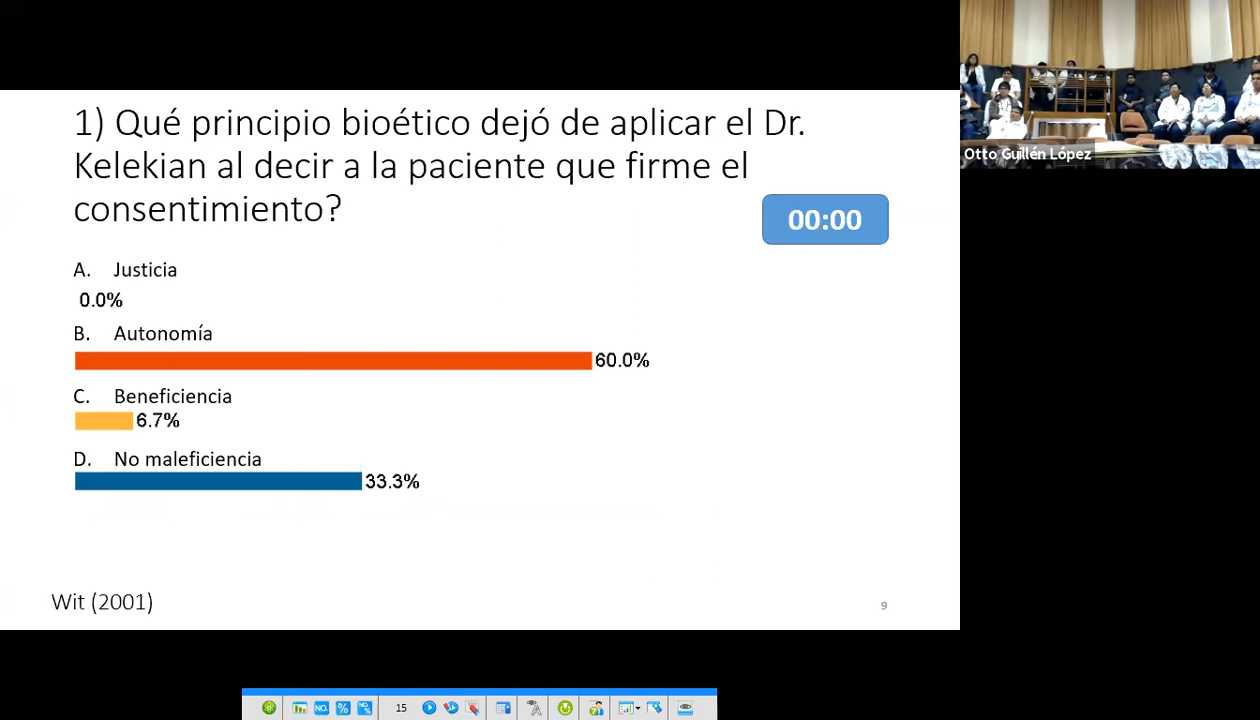 1) Qué principio bioético dejó de aplicar el Dr.
Kelekian al decir a la paciente que firme el
consentimiento?
00:00
A. Justicia
0.0%
B. Autonomía
60.0%
C. Beneficiencia
6.7%
D. No maleficiencia
33.3%
Wit (2001)
9
Otto Guillén López
NO. % NO. % 15